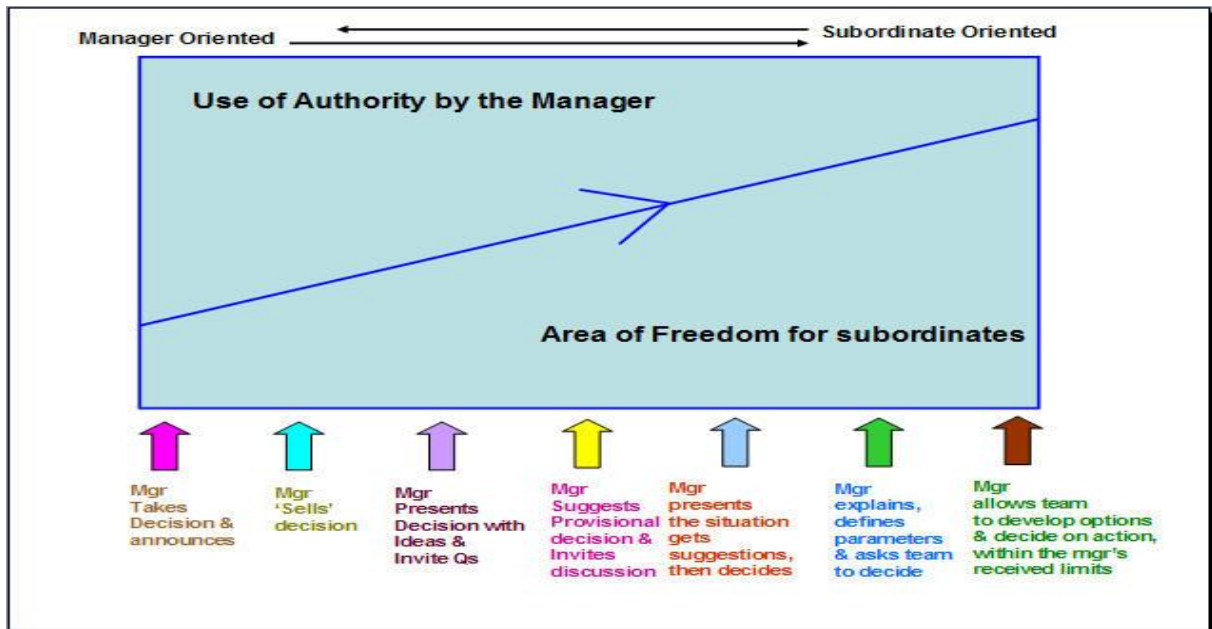 Manager Oriented
Subordinate Oriented
Use of Authority by the Manager
Area of Freedom for subordinates
Mgr
Takes
Decision &
announces
Mgr
‘Sells’
decision
Mgr
Presents
Decision with
Ideas &
Invite Qs
Mgr
Suggests
Provisional
decision &
Invites
discussion
Mgr
presents
the situation
gets
suggestions,
then decides
Mgr
explains,
defines
parameters
& asks team
to decide
Mgr
allows team
to develop options
& decide on action,
within the mgr's
received limits